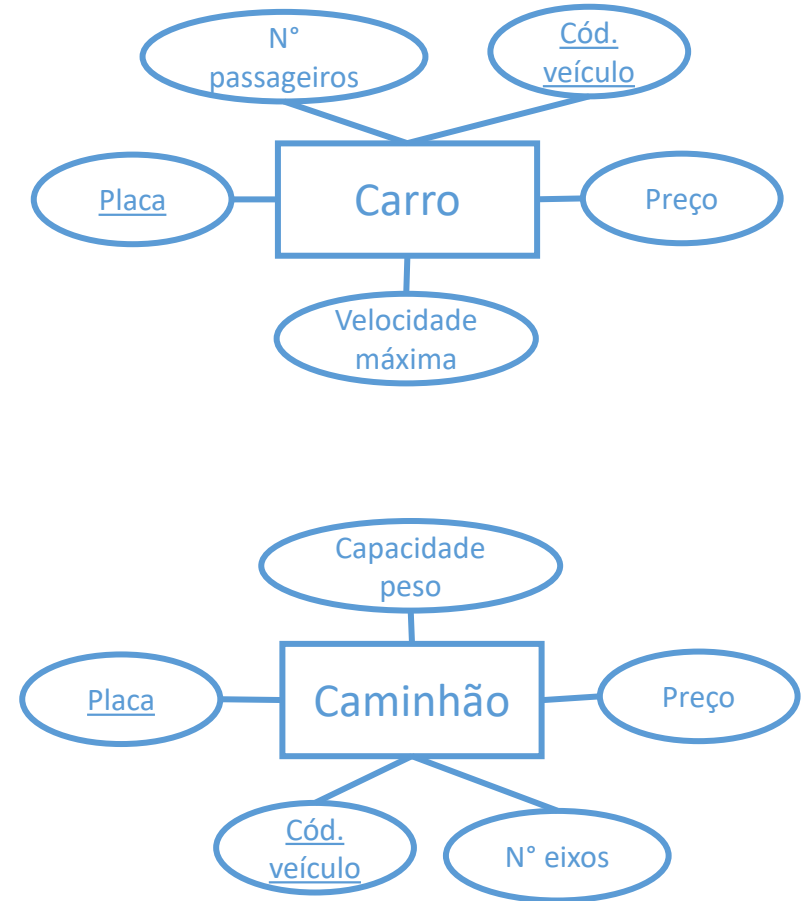 N°
passageiros
Cód.
veículo
Placa
Carro
Preço
Velocidade
máxima
Capacidade
peso
Placa
Caminhão
Preço
Cód.
veículo
N° eixos